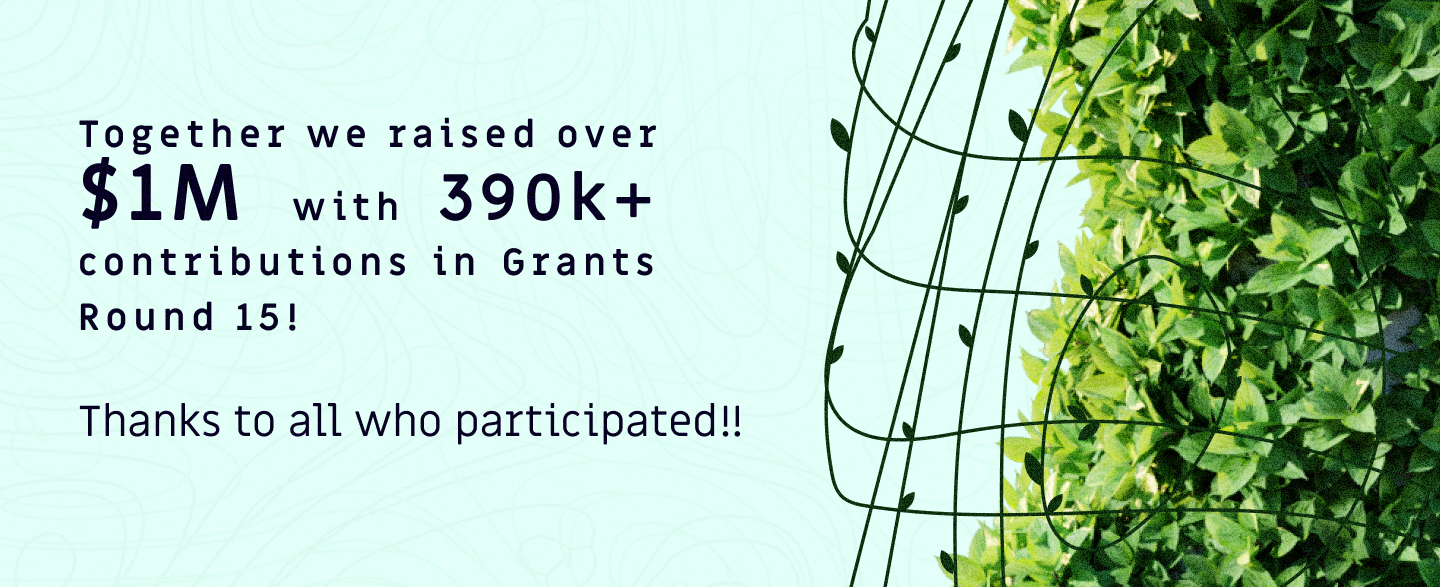 Together we raised over
$1M with 390k+
contributions in Grants
Round 15!
Thanks to all who participated!!